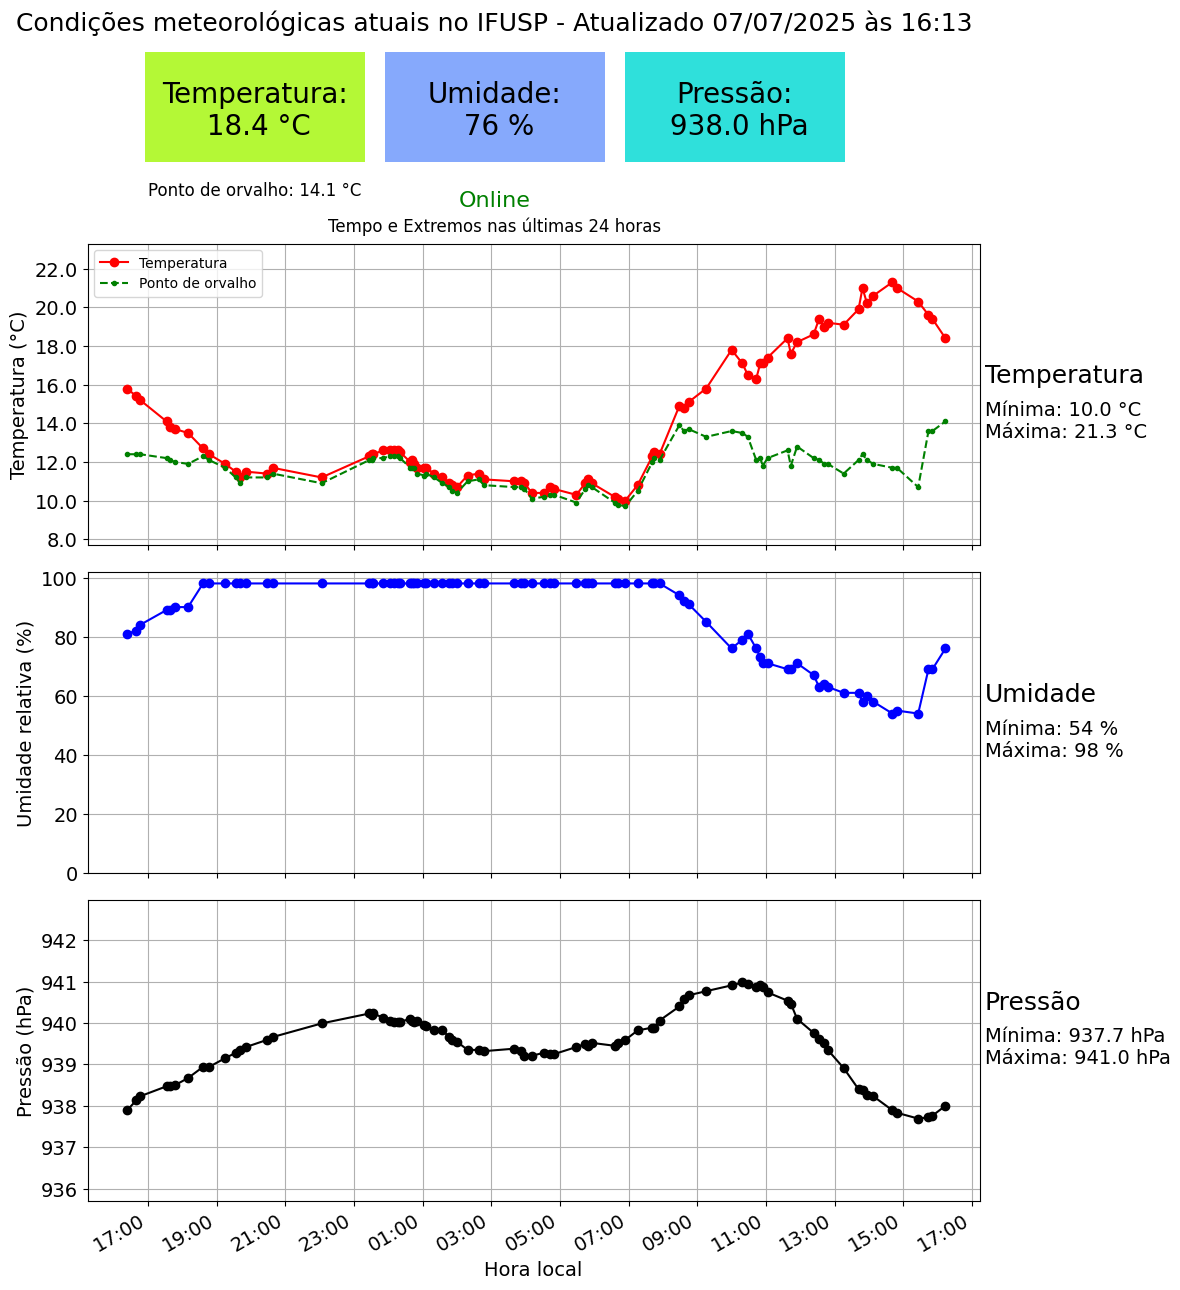 Condições meteorológicas atuais no IFUSP - Atualizado 07/07/2025 às 16:13
Temperatura:
18.4 °C
Umidade:
76 %
Pressão:
938.0 hPa
Ponto de orvalho: 14.1 °C
Online
Tempo e Extremos nas últimas 24 horas
Temperatura
Ponto de orvalho
Temperatura (°C)
22.0
20.0
18.0
16.0
14.0
12.0
10.0
8.0
Temperatura
Mínima: 10.0 °C
Máxima: 21.3 °C
Umidade relativa (%)
100
80
60
40
20
0
Umidade
Mínima: 54 %
Máxima: 98 %
Pressão (hPa)
942
941
940
939
938
937
936
Pressão
Mínima: 937.7 hPa
Máxima: 941.0 hPa
17:00
19:00
21:00
23:00
01:00
03:00
05:00
07:00
09:00
11:00
13:00
15:00
17:00
Hora local